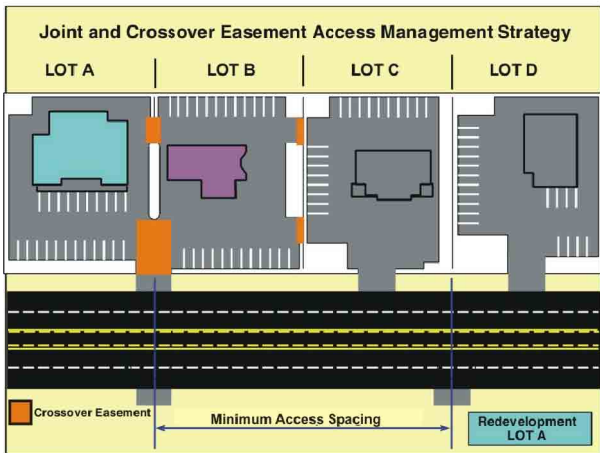 Joint and Crossover Easement Access Management Strategy
LOT A
LOT B
LOT C
LOT D
Crossover Easement
Minimum Access Spacing
Redevelopment
LOT A